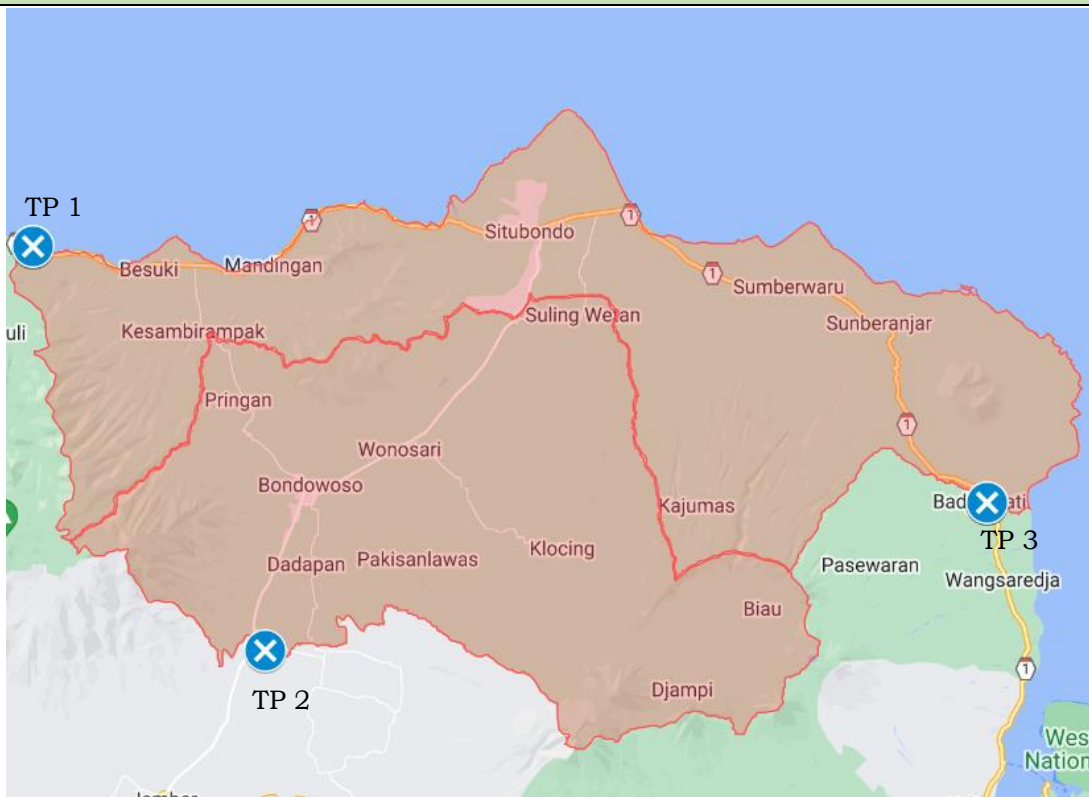 TP 1
Besuki
Mandingan
Situbondo
1
1
1
Sumberwaru
Sunberanjar
uli
Kesambirampak
Suling Wetan
Pringan
1
Wonosari
Bondowoso
Kajumas
TP 3
Klocing
Pakisanlawas
Dadapan
Pasewaran
Wangsaredja
Biau
TP 2
Djampi
1
Wes
Nation